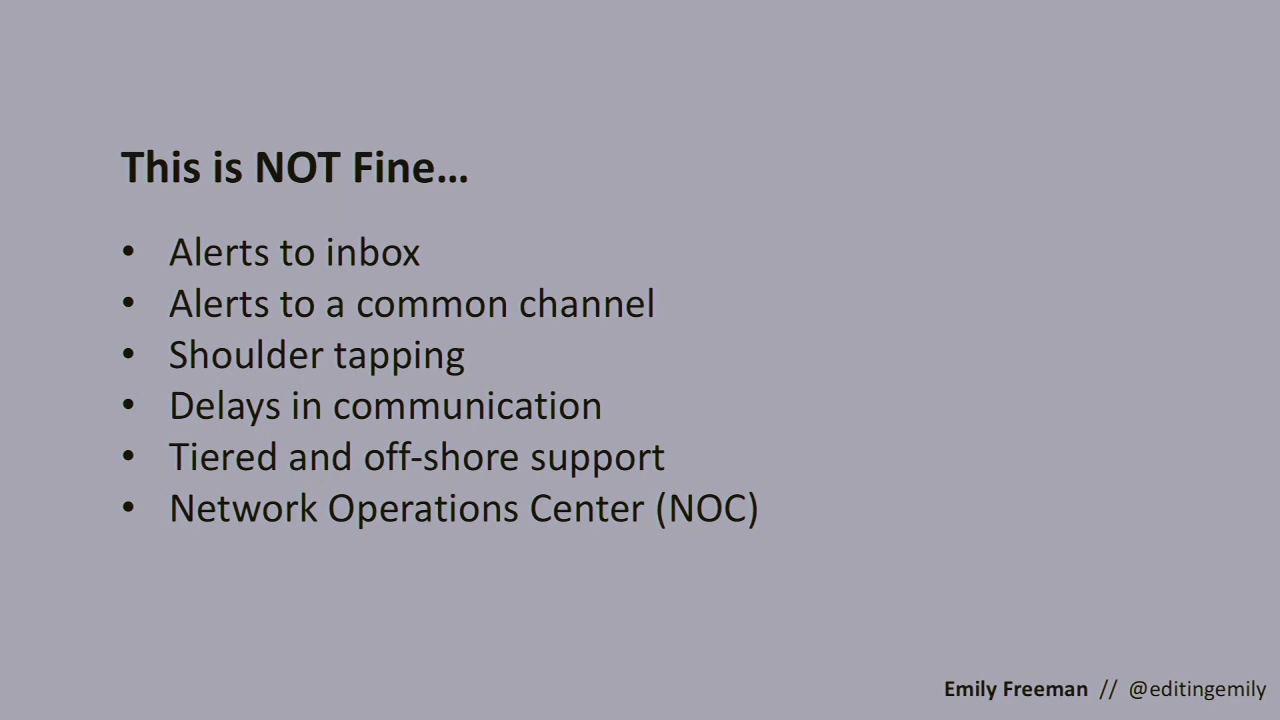 This is NOT Fine…
• Alerts to inbox
• Alerts to a common channel
• Shoulder tapping
• Delays in communication
• Tiered and off-shore support
• Network Operations Center (NOC)
Emily Freeman // @editingemily